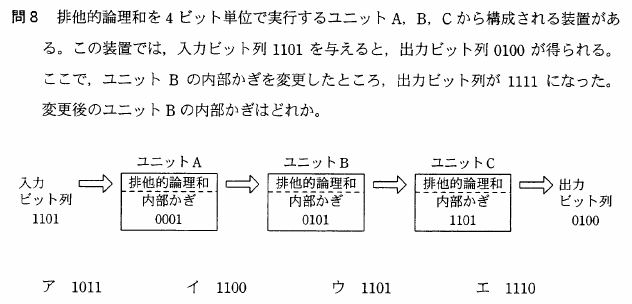 問8 排他的論理和を4ビット単位で実行するユニットA，B，Cから構成される装置があ
る。この装置では，入力ビット列1101を与えると，出力ビット列0100が得られる。
ここで，ユニットBの内部かぎを変更したところ，出力ビット列が1111になった。
変更後のユニットBの内部かぎはどれか。
ユニットA ユニットB ユニットC
入力 排他的論理和 排他的論理和 排他的論理和 出力
ビット列 内部かぎ 内部かぎ 内部かぎ ビット列
1101 0001 0101 1101 0100
ア 1011 イ 1100 ウ 1101 エ 1110